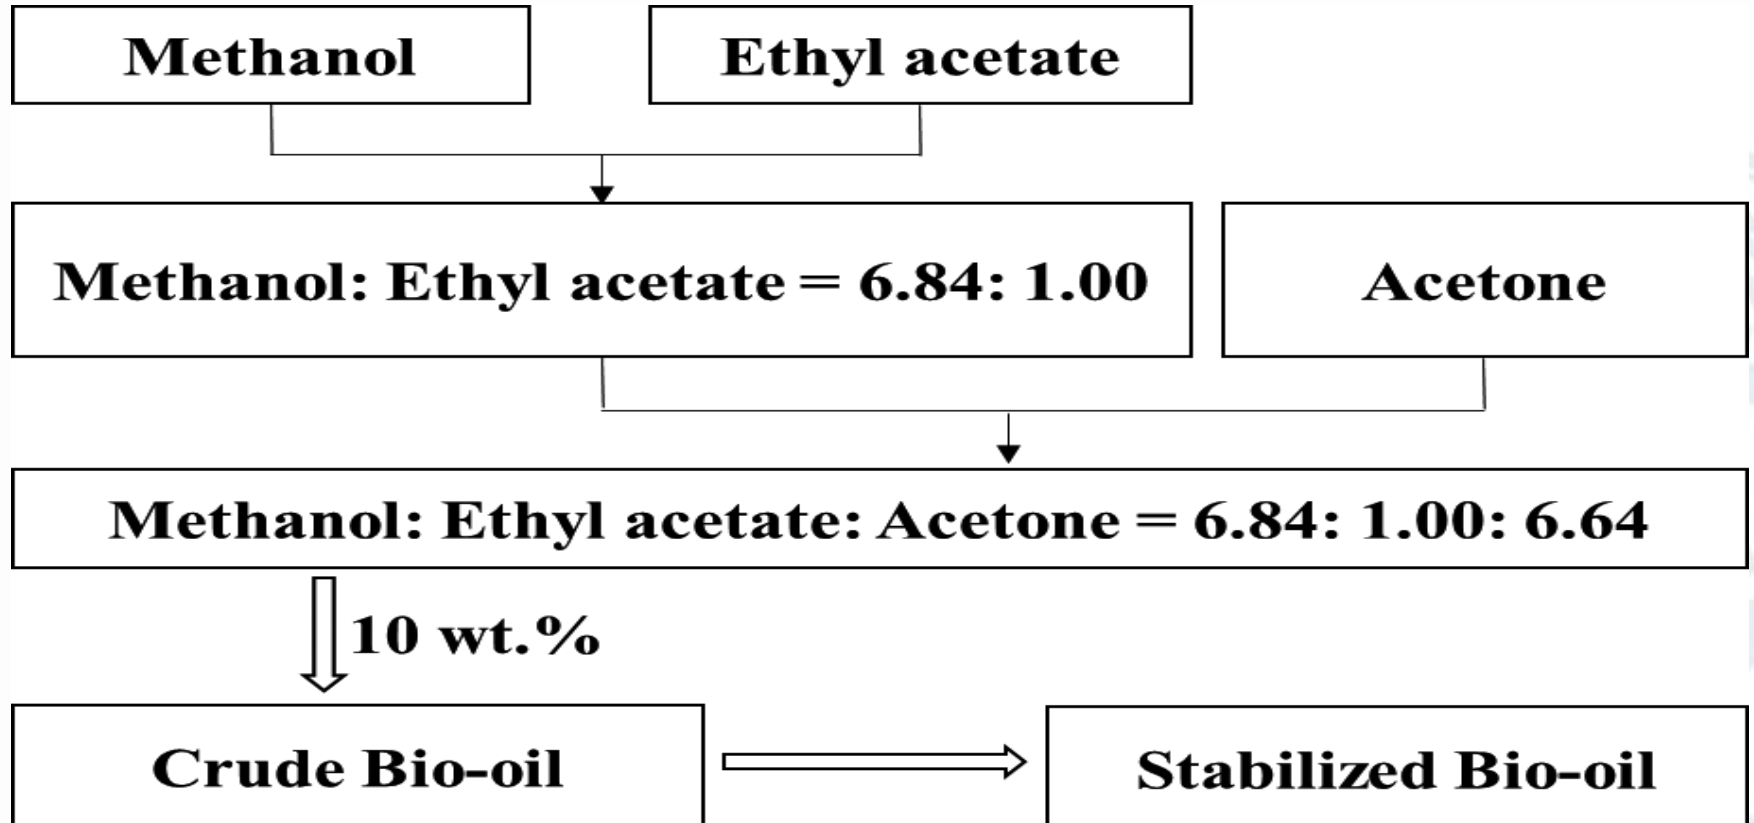 Methanol
Ethyl acetate
Methanol: Ethyl acetate = 6.84: 1.00
Acetone
Methanol: Ethyl acetate: Acetone = 6.84: 1.00: 6.64
10 wt.%
Crude Bio-oil
Stabilized Bio-oil